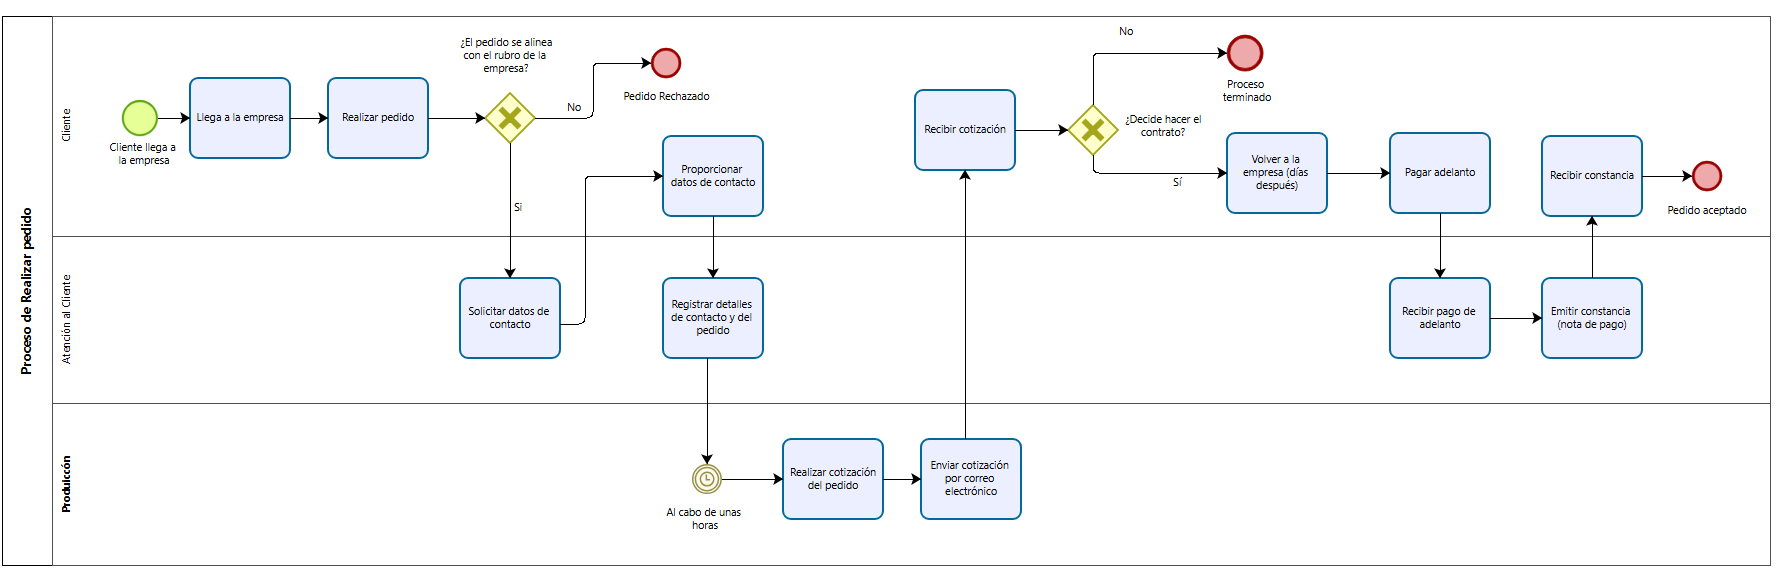 Proceso de Realizar pedido
Cliente
Cliente llega a
la empresa
Llega a la empresa
Realizar pedido
¿El pedido se alinea
con el rubro de la
empresa?
No
Pedido Rechazado
Si
Proporcionar
datos de contacto
Recibir cotización
¿Decide hacer el
contrato?
No
Proceso
terminado
Sí
Volver a la
empresa (días
después)
Pagar adelanto
Recibir constancia
Pedido aceptado
Atención al Cliente
Solicitar datos de
contacto
Registrar detalles
de contacto y del
pedido
Recibir pago de
adelanto
Emitir constancia
(nota de pago)
Produiccón
Al cabo de unas
horas
Realizar cotización
del pedido
Enviar cotización
por correo
electrónico